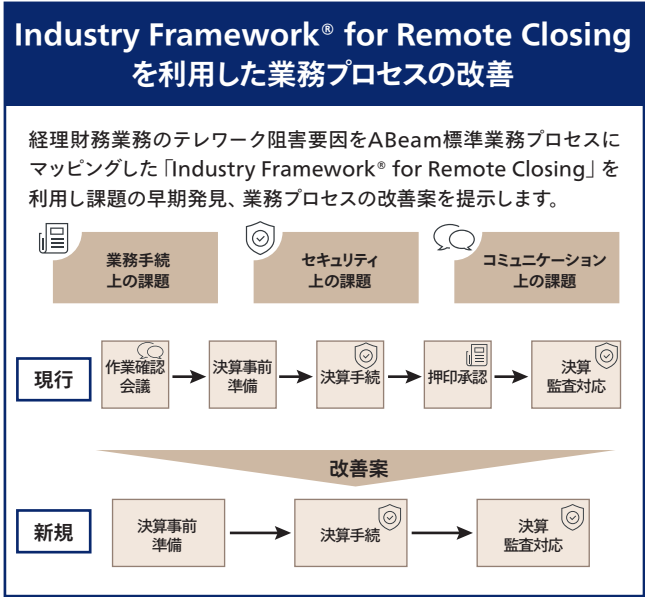 Industry Framework® for Remote Closing
を利用した業務プロセスの改善
経理財務業務のテレワーク阻害要因をABeam標準業務プロセスに
マッピングした「Industry Framework® for Remote Closing」を
利用し課題の早期発見、業務プロセスの改善案を提示します。
業務手続
上の課題
セキュリティ
上の課題
コミュニケーション
上の課題
現行
作業確認
会議
決算事前
準備
決算手続
押印承認
決算
監査対応
改善案
新規
決算事前
準備
決算手続
決算
監査対応